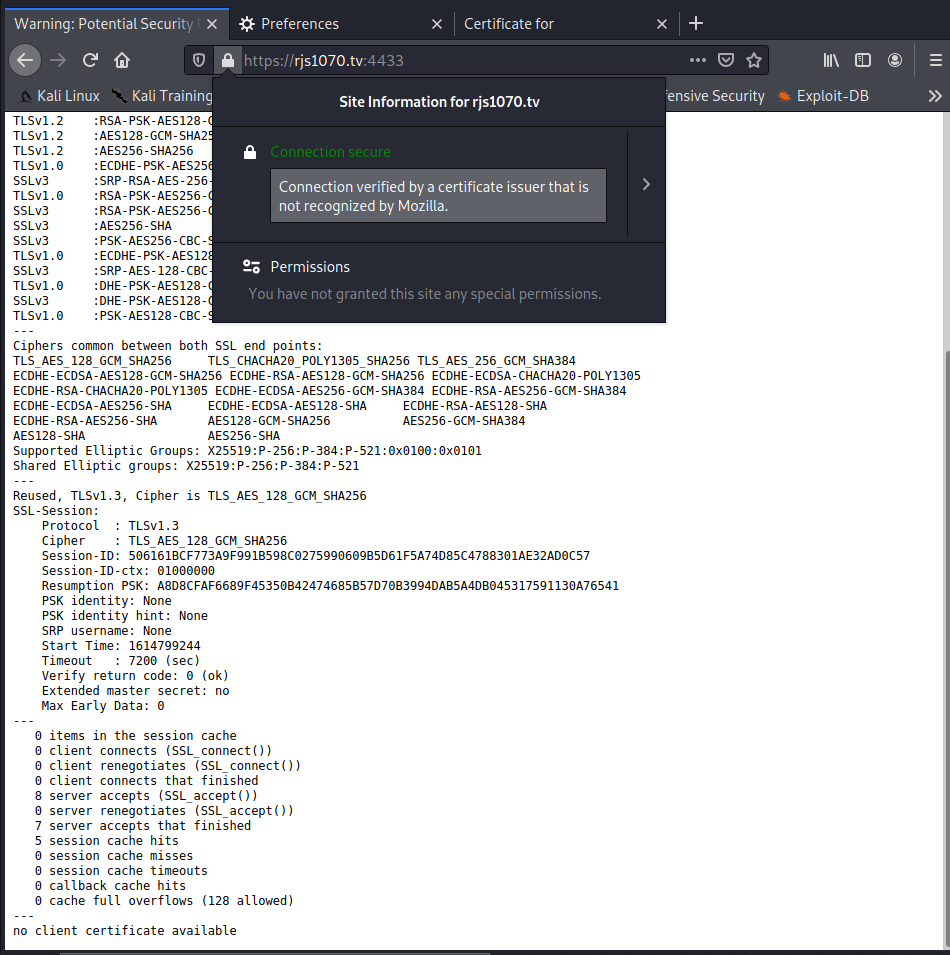 Warning: Potential Security
Preferences
Certificate for
https://rjs1070.tv:4433
Kali Linux
Kali Training
fensive Security
Exploit-DB
Site Information for rjs1070.tv
Connection secure
Connection verified by a certificate issuer that is
not recognized by Mozilla.
Permissions
You have not granted this site any special permissions.
TLSv1.2    :RSA-PSK-AES128-
TLSv1.2    :AES128-GCM-SHA25
TLSv1.2    :AES256-SHA256
TLSv1.0    :ECDHE-PSK-AES256
SSLv3      :SRP-RSA-AES-256-
TLSv1.0    :RSA-PSK-AES256-C
SSLv3      :RSA-PSK-AES256-C
SSLv3      :AES256-SHA
SSLv3      :PSK-AES256-CBC-S
TLSv1.0    :ECDHE-PSK-AES128
SSLv3      :SRP-AES-128-CBC-
TLSv1.0    :DHE-PSK-AES128-C
SSLv3      :DHE-PSK-AES128-C
TLSv1.0    :PSK-AES128-CBC-S
---
Ciphers common between both SSL end points:
TLS_AES_128_GCM_SHA256     TLS_CHACHA20_POLY1305_SHA256 TLS_AES_256_GCM_SHA384
ECDHE-ECDSA-AES128-GCM-SHA256 ECDHE-RSA-AES128-GCM-SHA256 ECDHE-ECDSA-CHACHA20-POLY1305
ECDHE-RSA-CHACHA20-POLY1305 ECDHE-ECDSA-AES256-GCM-SHA384 ECDHE-RSA-AES256-GCM-SHA384
ECDHE-ECDSA-AES256-SHA     ECDHE-ECDSA-AES128-SHA     ECDHE-RSA-AES128-SHA
ECDHE-RSA-AES256-SHA       AES128-GCM-SHA256          AES256-GCM-SHA384
AES128-SHA                 AES256-SHA
Supported Elliptic Groups: X25519:P-256:P-384:P-521:0x0100:0x0101
Shared Elliptic groups: X25519:P-256:P-384:P-521
---
Reused, TLSv1.3, Cipher is TLS_AES_128_GCM_SHA256
SSL-Session:
    Protocol  : TLSv1.3
    Cipher    : TLS_AES_128_GCM_SHA256
    Session-ID: 506161BCF773A9F991B598C0275990609B5D61F5A74D85C4788301AE32AD0C57
    Session-ID-ctx: 01000000
    Resumption PSK: A8D8CFAF6689F45350B42474685B57D70B3994DAB5A4DB045317591130A76541
    PSK identity: None
    PSK identity hint: None
    SRP username: None
    Start Time: 1614799244
    Timeout   : 7200 (sec)
    Verify return code: 0 (ok)
    Extended master secret: no
    Max Early Data: 0
---
   0 items in the session cache
   0 client connects (SSL_connect())
   0 client renegotiates (SSL_connect())
   0 client connects that finished
   8 server accepts (SSL_accept())
   0 server renegotiates (SSL_accept())
   7 server accepts that finished
   5 session cache hits
   0 session cache misses
   0 session cache timeouts
   0 callback cache hits
   0 cache full overflows (128 allowed)
---
no client certificate available